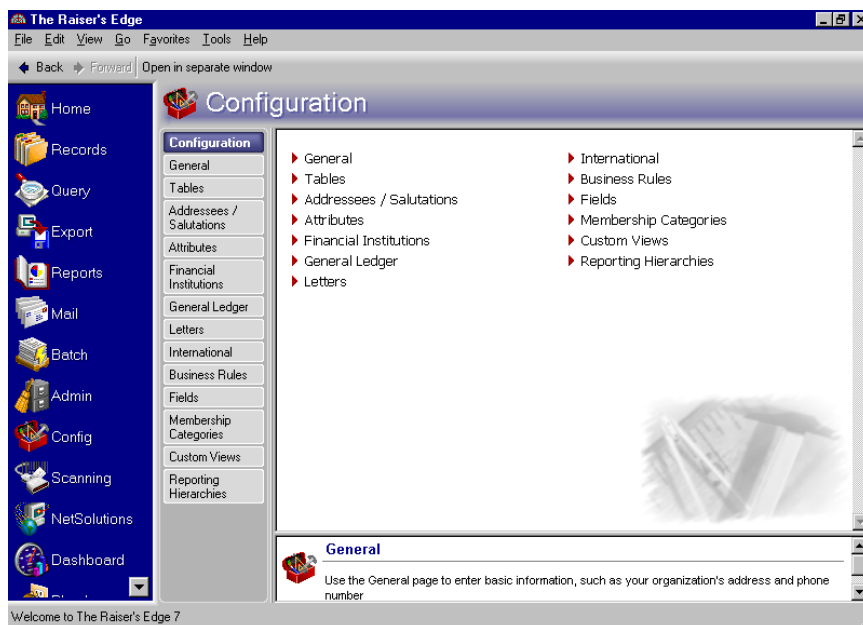 The Raiser's Edge
File Edit View Go Favorites Tools Help
Back Forward Open in separate window
Home
Records
Query
Export
Reports
Mail
Batch
Admin
Config
Scanning
NetSolutions
Dashboard
Configuration
Configuration
General
Tables
Addressees /
Salutations
Attributes
Financial
Institutions
General Ledger
Letters
International
Business Rules
Fields
Membership
Categories
Custom Views
Reporting
Hierarchies
General
Tables
Addressees / Salutations
Attributes
Financial Institutions
General Ledger
Letters
International
Business Rules
Fields
Membership Categories
Custom Views
Reporting Hierarchies
General
Use the General page to enter basic information, such as your organization's address and phone
number
Welcome to The Raiser's Edge 7